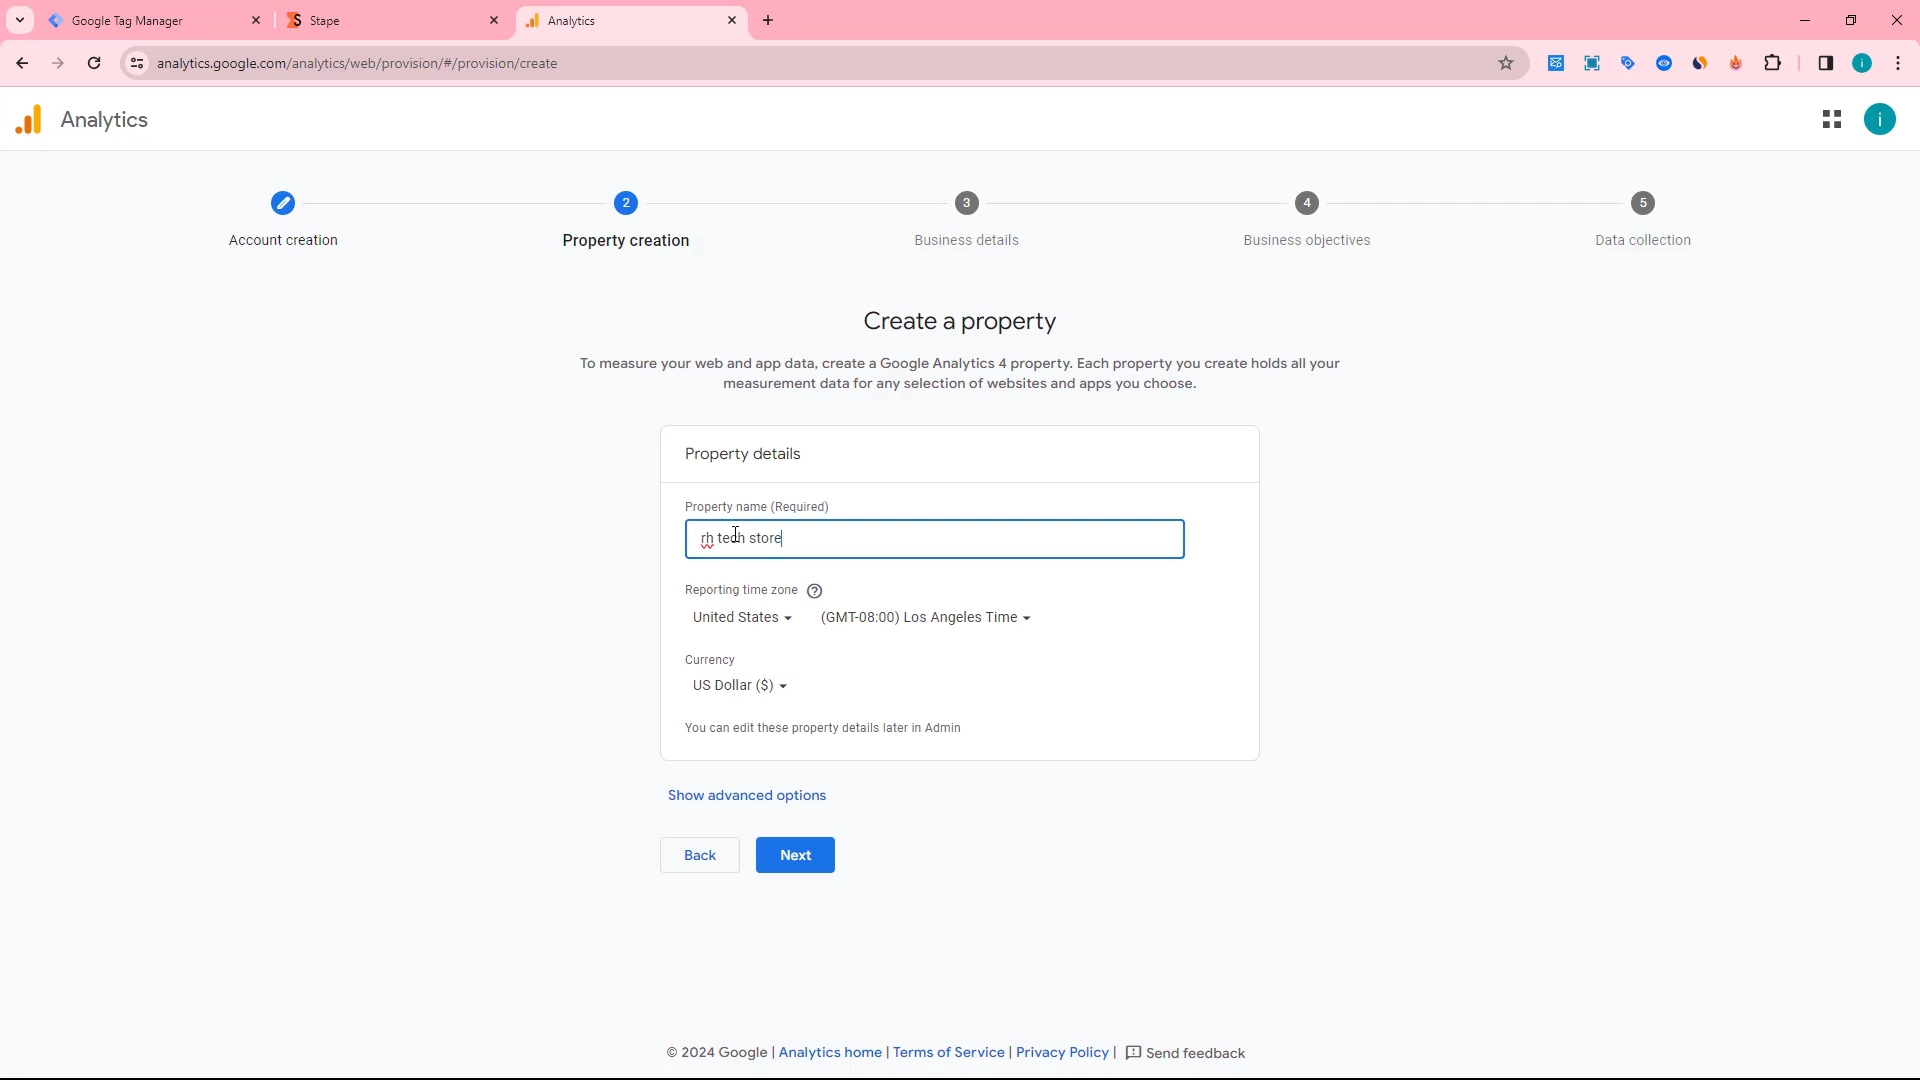 Google Tag Manager
Stape
Analytics
analytics.google.com/analytics/web/provision/#/provision/create
i
Analytics
i
2
3
4
5
Account creation
Property creation
Business details
Business objectives
Data collection
Create a property
To measure your web and app data, create a Google Analytics 4 property. Each property you create holds all your
measurement data for any selection of websites and apps you choose.
Property details
Property name (Required)
rh tech store
Reporting time zone
United States
(GMT-08:00) Los Angeles Time
Currency
US Dollar ($)
You can edit these property details later in Admin
Show advanced options
Back
Next
© 2024 Google | Analytics home | Terms of Service | Privacy Policy | Send feedback